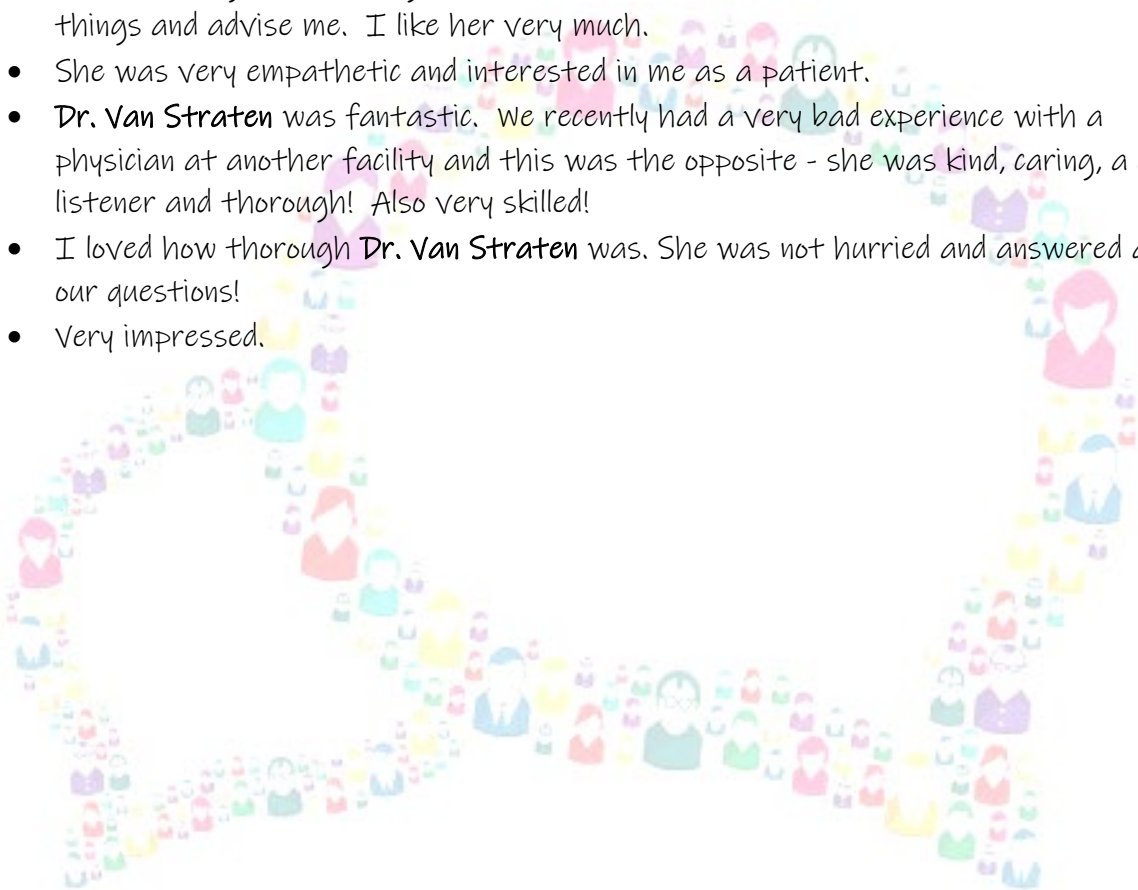 things and advise me. I like her very much.
• She was very empathetic and interested in me as a patient.
• Dr. Van Straten was fantastic. We recently had a very bad experience with a
physician at another facility and this was the opposite - she was kind, caring, a
listener and thorough! Also very skilled!
• I loved how thorough Dr. Van Straten was. She was not hurried and answered
our questions!
• Very impressed.